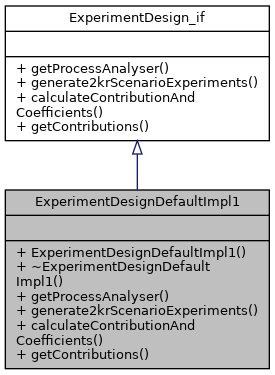 ExperimentDesign_if
+ getProcessAnalyser()
+ generate2krScenarioExperiments()
+ calculateContributionAnd
Coefficients()
+ getContributions()
ExperimentDesignDefaultImpl1
+ ExperimentDesignDefaultImpl1()
+ ~ExperimentDesignDefault
Impl1()
+ getProcessAnalyser()
+ generate2krScenarioExperiments()
+ calculateContributionAnd
Coefficients()
+ getContributions()